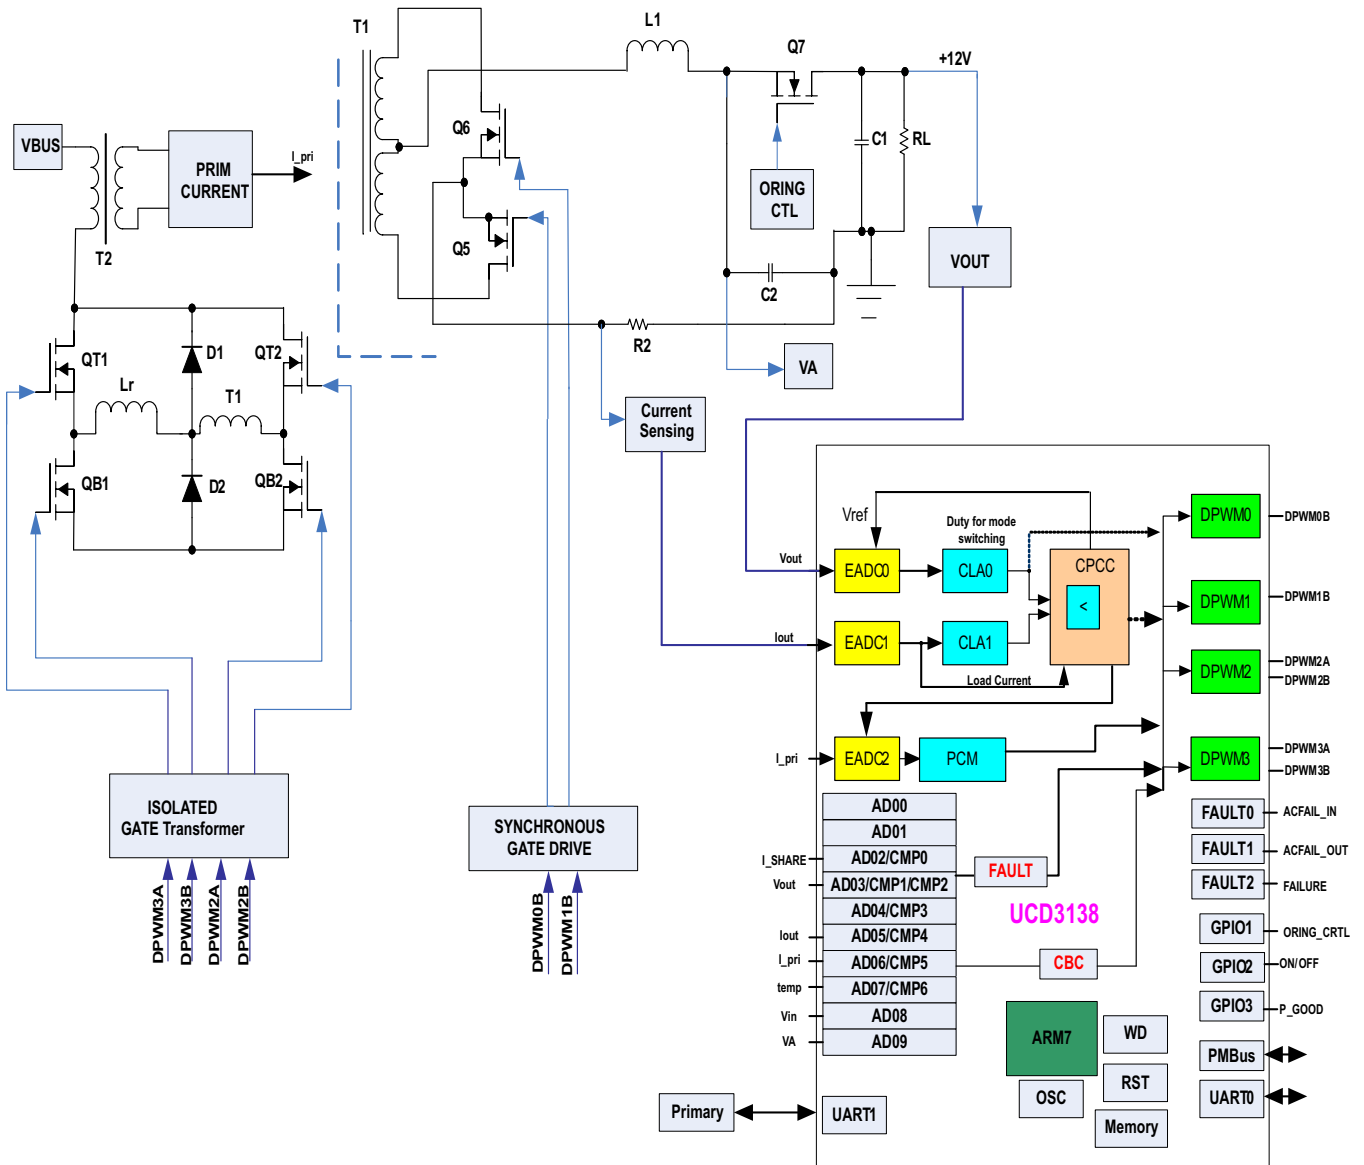 T1
L1
Q7
+12V
VBUS
PRIM
CURRENT
I_pri
T2
Q6
Q5
C1
RL
ORING
CTL
VOUT
C2
R2
VA
QT1
D1
QT2
Lr
T1
QB1
D2
QB2
Current
Sensing
Vref
Duty for mode
switching
Vout
EADC0
CLA0
CPCC
<
DPWM0
DPWM0B
DPWM1
DPWM1B
Iout
EADC1
CLA1
Load Current
DPWM2
DPWM2A
DPWM2B
I_pri
EADC2
PCM
DPWM3
DPWM3A
DPWM3B
ISOLATED
GATE Transformer
SYNCHRONOUS
GATE DRIVE
DPWM3A
DPWM3B
DPWM2A
DPWM2B
DPWM0B
DPWM1B
AD00
AD01
I_SHARE
AD02/CMP0
Vout
AD03/CMP1/CMP2
AD04/CMP3
Iout
AD05/CMP4
I_pri
AD06/CMP5
temp
AD07/CMP6
Vin
AD08
VA
AD09
FAULT
UCD3138
CBC
FAULT0
ACFAIL_IN
FAULT1
ACFAIL_OUT
FAULT2
FAILURE
GPIO1
ORING_CRTL
GPIO2
ON/OFF
GPIO3
P_GOOD
ARM7
WD
PMBus
OSC
RST
UART0
Memory
Primary
UART1